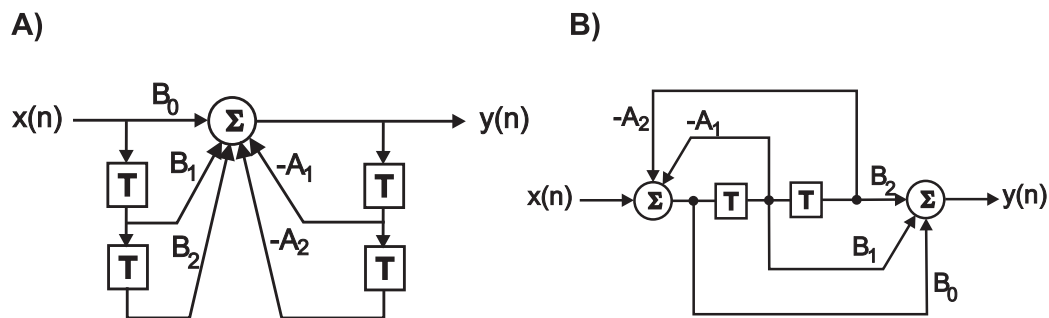 A)
x(n)
B0
Σ
y(n)
T
B1
-A1
T
T
B2
-A2
T
B)
-A2
-A1
x(n)
Σ
T
T
B2
Σ
y(n)
B1
B0